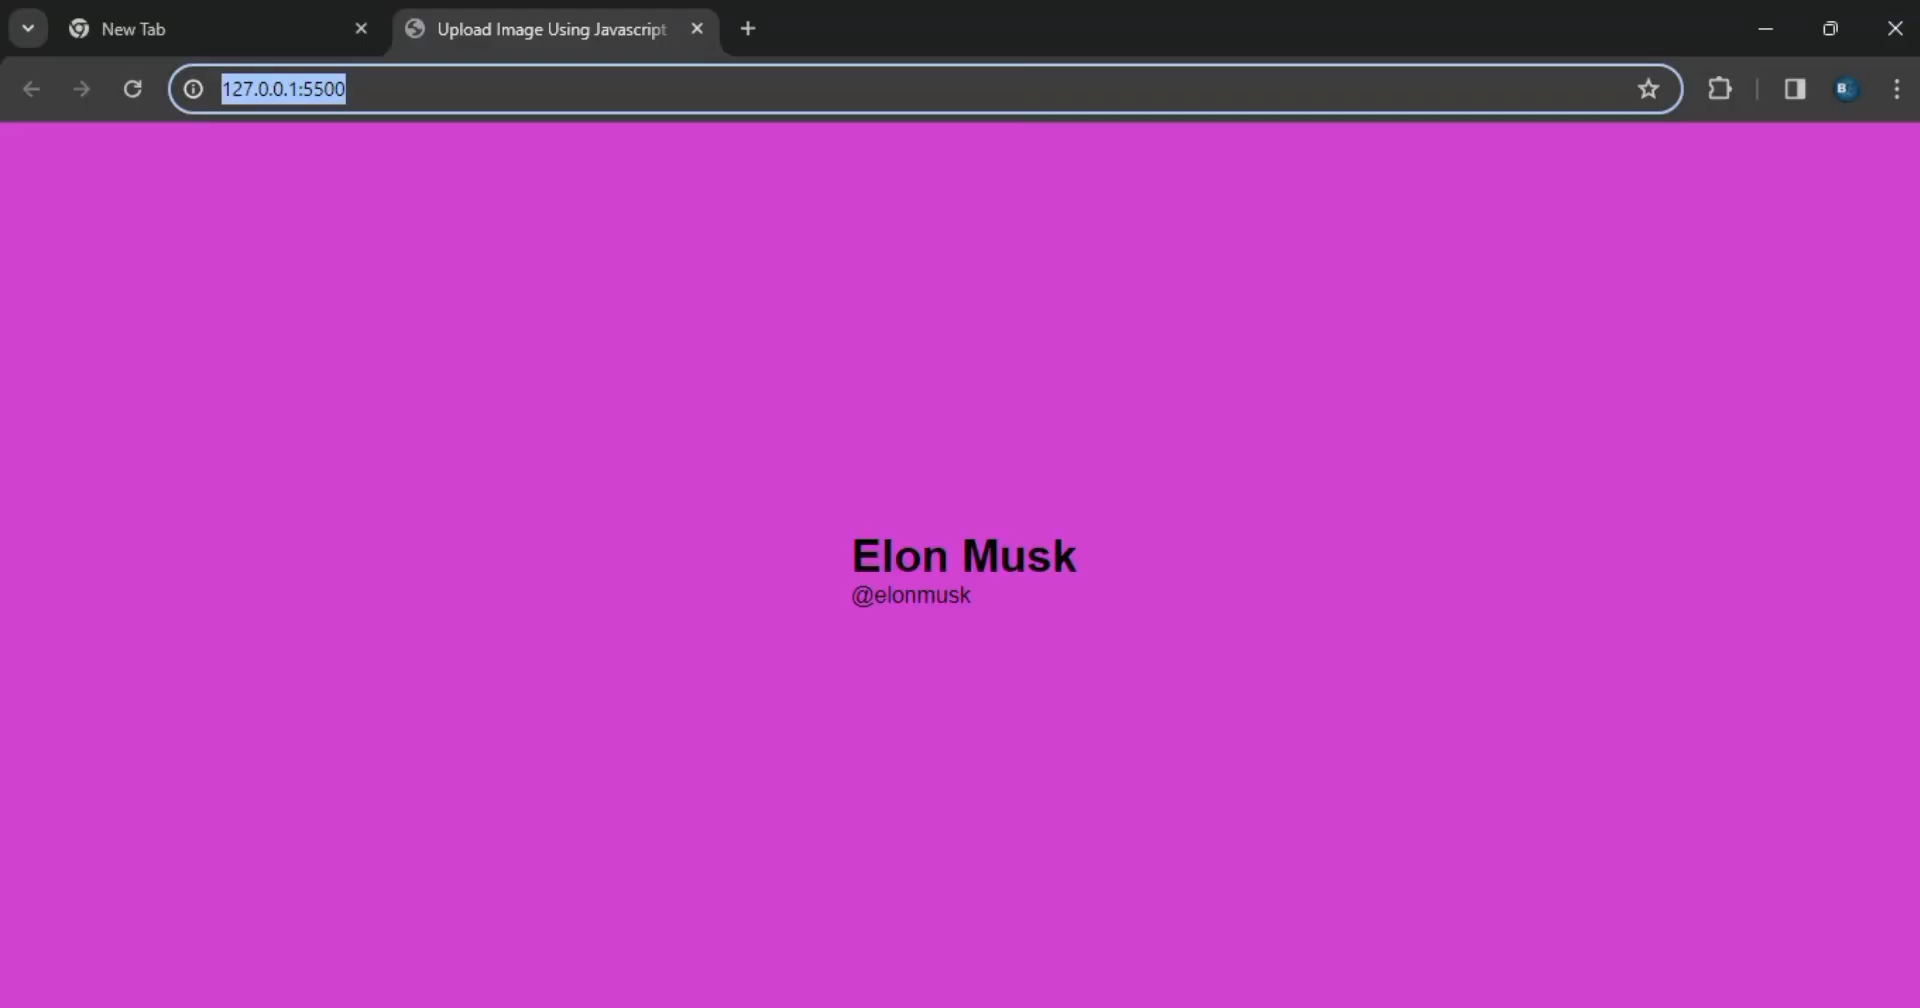 New Tab
Upload Image Using Javascript
127.0.0.1:5500
B
Elon Musk
@elonmusk